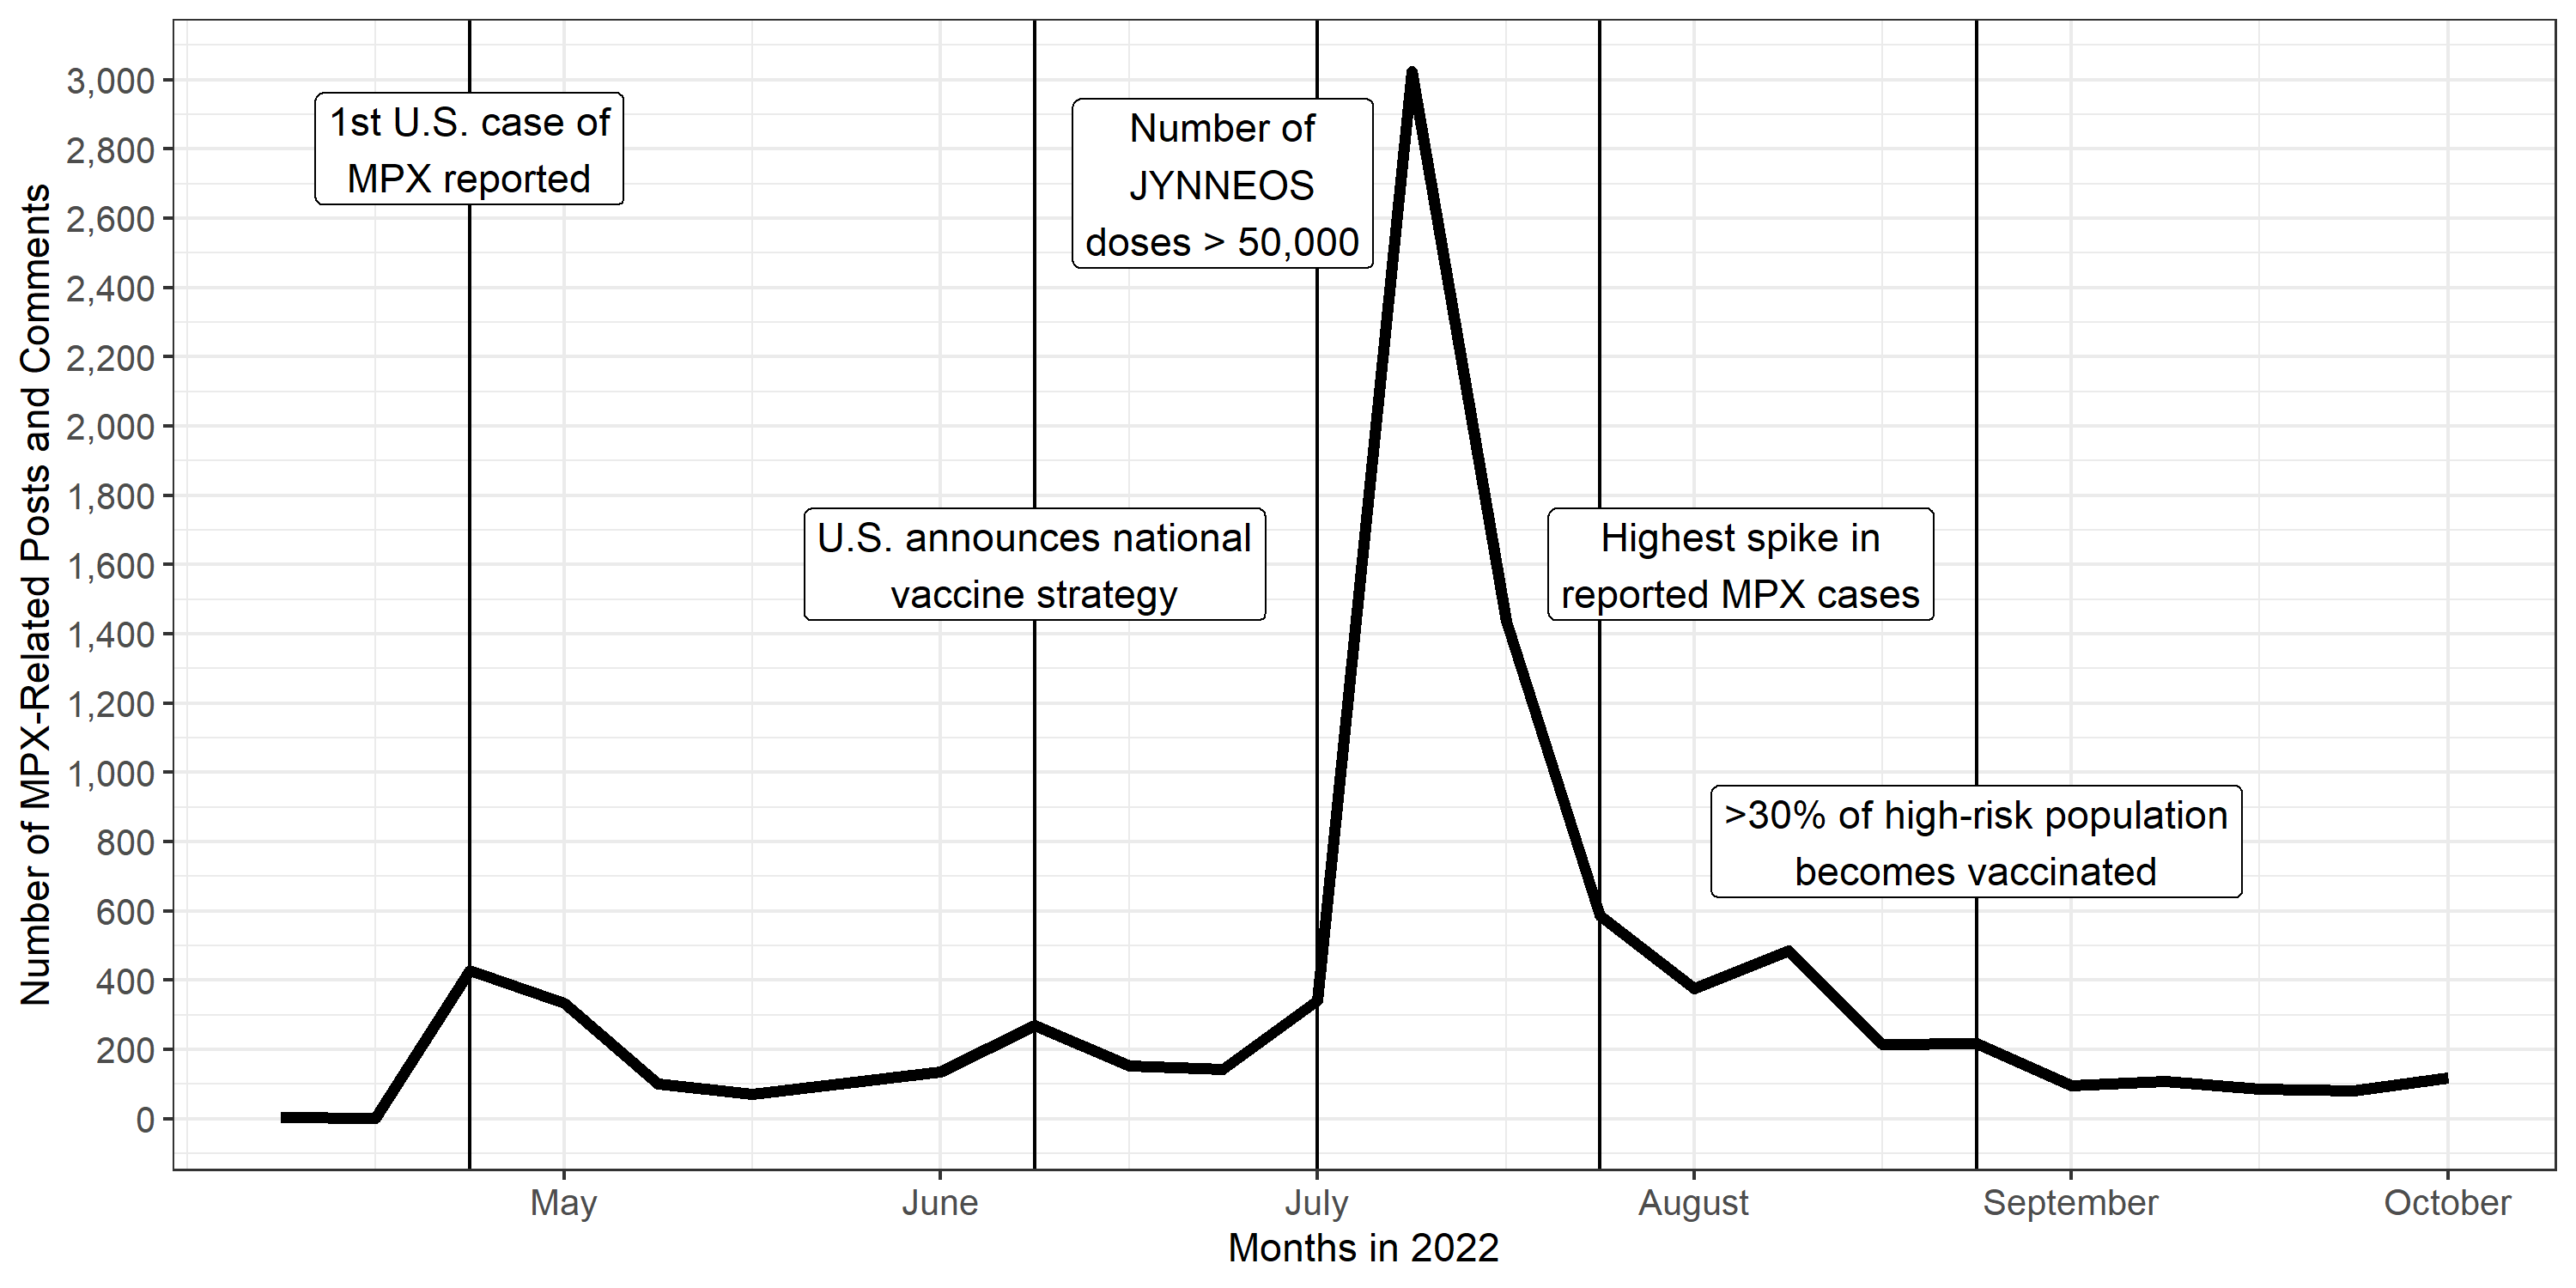 Number of MPX-Related Posts and Comments
3,000
2,800
2,600
2,400
2,200
2,000
1,800
1,600
1,400
1,200
1,000
800
600
400
200
0
1st U.S. case of
MPX reported
U.S. announces national
vaccine strategy
Number of
JYNNEOS
doses > 50,000
Highest spike in
reported MPX cases
>30% of high-risk population
becomes vaccinated
May
June
July
August
September
October
Months in 2022